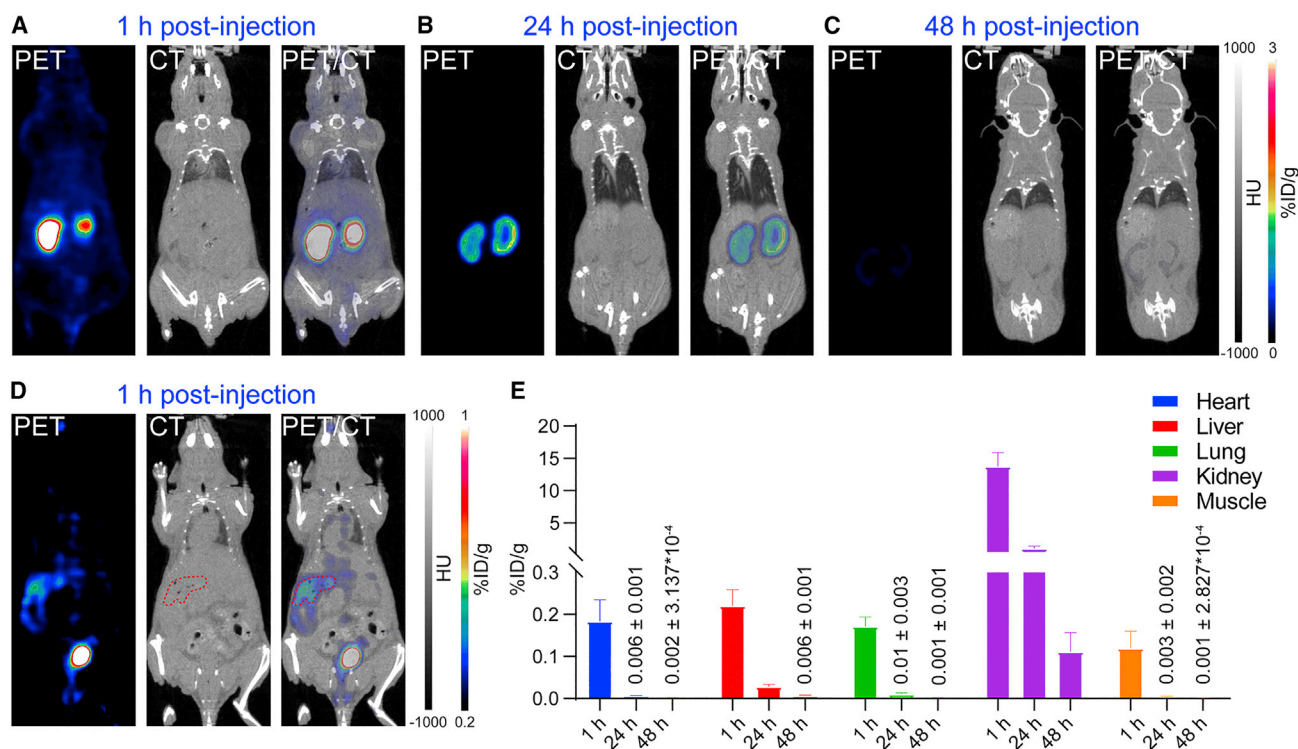 A 1 h post-injection
PET CT PET/CT
B 24 h post-injection
PET CT PET/CT
C 48 h post-injection
PET CT PET/CT
1000
HU
-1000
3
%ID/g
0
D 1 h post-injection
PET CT PET/CT
1000
HU
-1000
1
%ID/g
0.2
E
Heart
Liver
Lung
Kidney
Muscle
%ID/g
20
15
10
5
0.3
0.2
0.1
0.0
0.006 ± 0.001
0.002 ± 3.137*10-4
0.006 ± 0.001
0.01 ± 0.003
0.001 ± 0.001
0.003 ± 0.002
0.001 ± 2.827*10-4
1 h 24 h 48 h 1 h 24 h 48 h 1 h 24 h 48 h 1 h 24 h 48 h 1 h 24 h 48 h